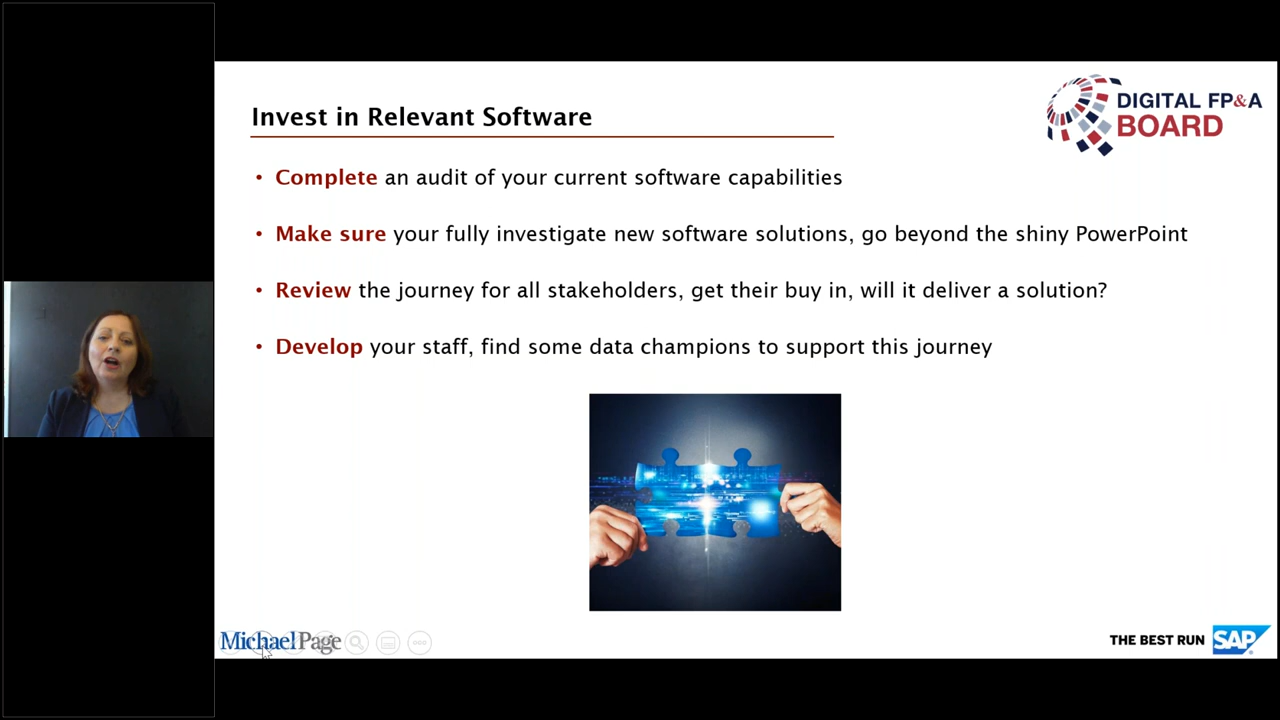 Invest in Relevant Software
DIGITAL FP&A
BOARD
• Complete an audit of your current software capabilities
• Make sure your fully investigate new software solutions, go beyond the shiny PowerPoint
• Review the journey for all stakeholders, get their buy in, will it deliver a solution?
• Develop your staff, find some data champions to support this journey
MichaelPage
THE BEST RUN SAP